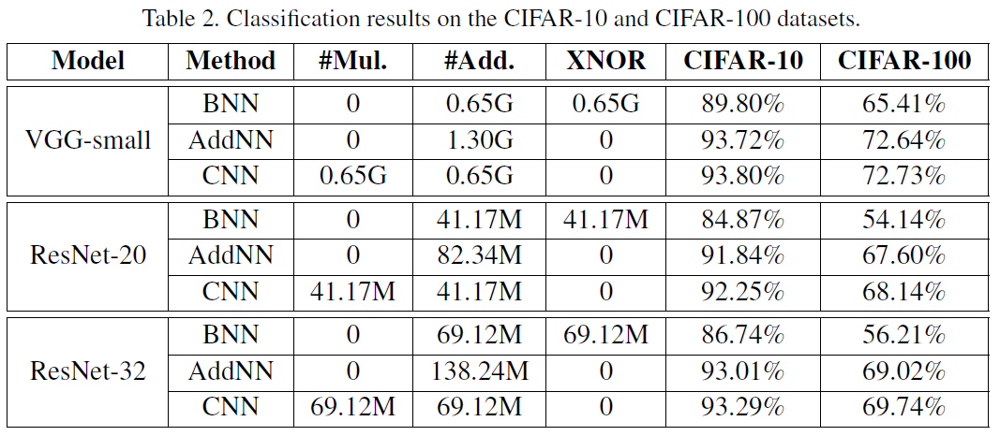 Table 2. Classification results on the CIFAR-10 and CIFAR-100 datasets.
Model Method #Mul. #Add. XNOR CIFAR-10 CIFAR-100
VGG-small
BNN 0 0.65G 0.65G 89.80% 65.41%
AddNN 0 1.30G 0 93.72% 72.64%
CNN 0.65G 0.65G 0 93.80% 72.73%
ResNet-20
BNN 0 41.17M 41.17M 84.87% 54.14%
AddNN 0 82.34M 0 91.84% 67.60%
CNN 41.17M 41.17M 0 92.25% 68.14%
ResNet-32
BNN 0 69.12M 69.12M 86.74% 56.21%
AddNN 0 138.24M 0 93.01% 69.02%
CNN 69.12M 69.12M 0 93.29% 69.74%